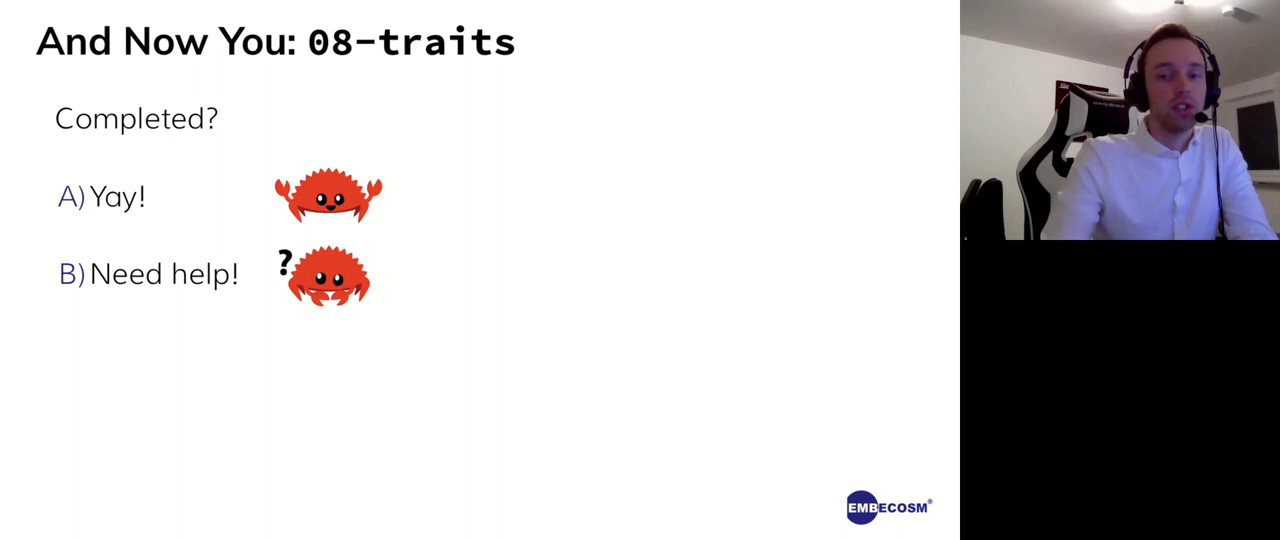 And Now You: 08-traits
Completed?
A) Yay!
B) Need help!
?
EMBECOSM®